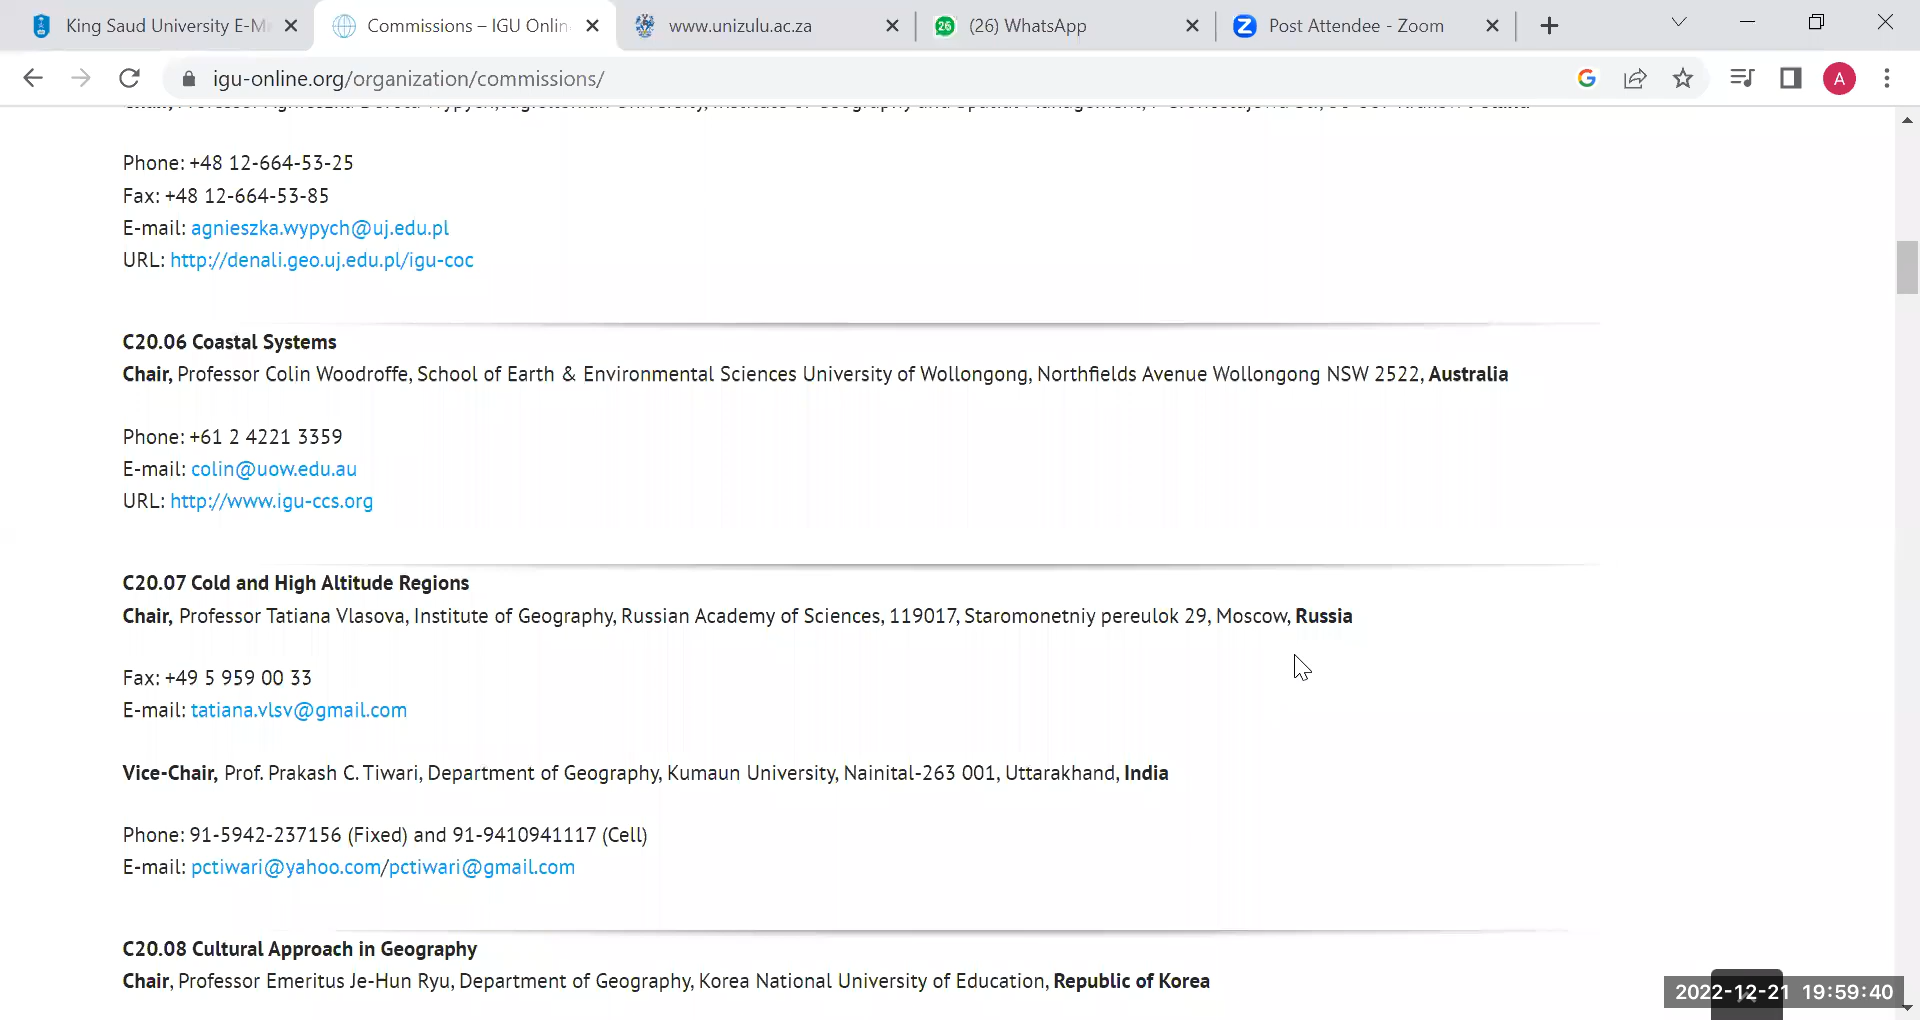 King Saud University E-M
Commissions – IGU Onlin
www.unizulu.ac.za
26
(26) WhatsApp
Z
Post Attendee - Zoom
igu-online.org/organization/commissions/
G
A
Phone: +48 12-664-53-25
Fax: +48 12-664-53-85
E-mail: agnieszka.wypych@uj.edu.pl
URL: http://denali.geo.uj.edu.pl/igu-coc
C20.06 Coastal Systems
Chair, Professor Colin Woodroffe, School of Earth & Environmental Sciences University of Wollongong, Northfields Avenue Wollongong NSW 2522, Australia
Phone: +61 2 4221 3359
E-mail: colin@uow.edu.au
URL: http://www.igu-ccs.org
C20.07 Cold and High Altitude Regions
Chair, Professor Tatiana Vlasova, Institute of Geography, Russian Academy of Sciences, 119017, Staromonetniy pereulok 29, Moscow, Russia
Fax: +49 5 959 00 33
E-mail: tatiana.vlsv@gmail.com
Vice-Chair, Prof. Prakash C. Tiwari, Department of Geography, Kumaun University, Nainital-263 001, Uttarakhand, India
Phone: 91-5942-237156 (Fixed) and 91-9410941117 (Cell)
E-mail: pctiwari@yahoo.com/pctiwari@gmail.com
C20.08 Cultural Approach in Geography
Chair, Professor Emeritus Je-Hun Ryu, Department of Geography, Korea National University of Education, Republic of Korea
2022-12-21 19:59:40